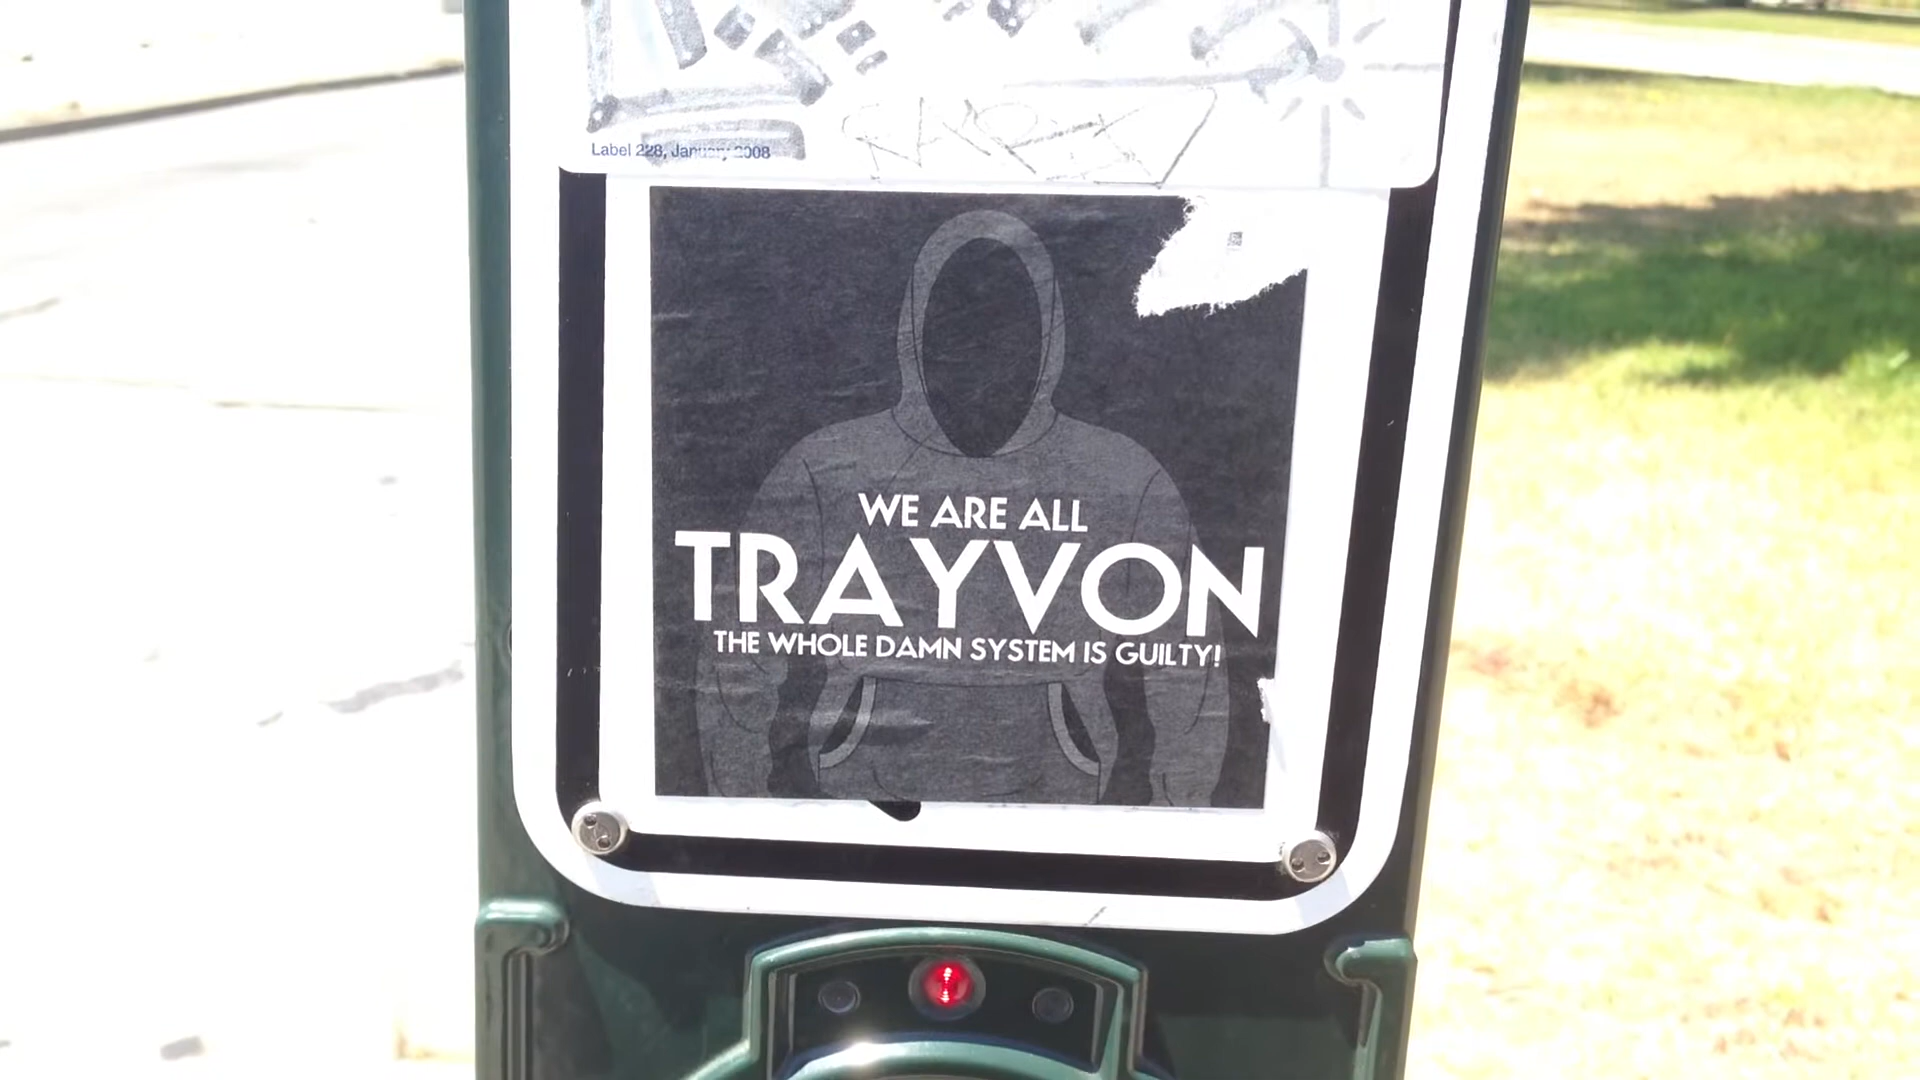 Label 228, January 2008
WE ARE ALL
TRAYVON
THE WHOLE DAMN SYSTEM IS GUILTY!